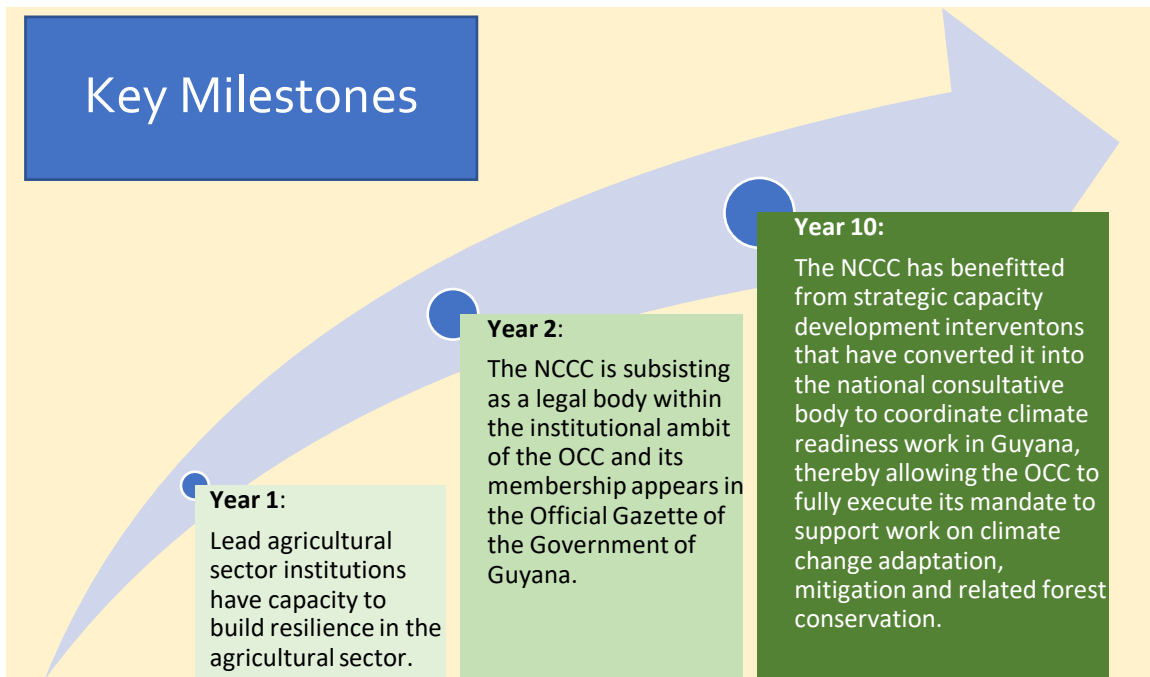 Key Milestones
Year 1:
Lead agricultural
sector institutions
have capacity to
build resilience in the
agricultural sector.
Year 2:
The NCCC is subsisting
as a legal body within
the institutional ambit
of the OCC and its
membership appears in
the Official Gazette of
the Government of
Guyana.
Year 10:
The NCCC has benefitted
from strategic capacity
development interventons
that have converted it into
the national consultative
body to coordinate climate
readiness work in Guyana,
thereby allowing the OCC to
fully execute its mandate to
support work on climate
change adaptation,
mitigation and related forest
conservation.